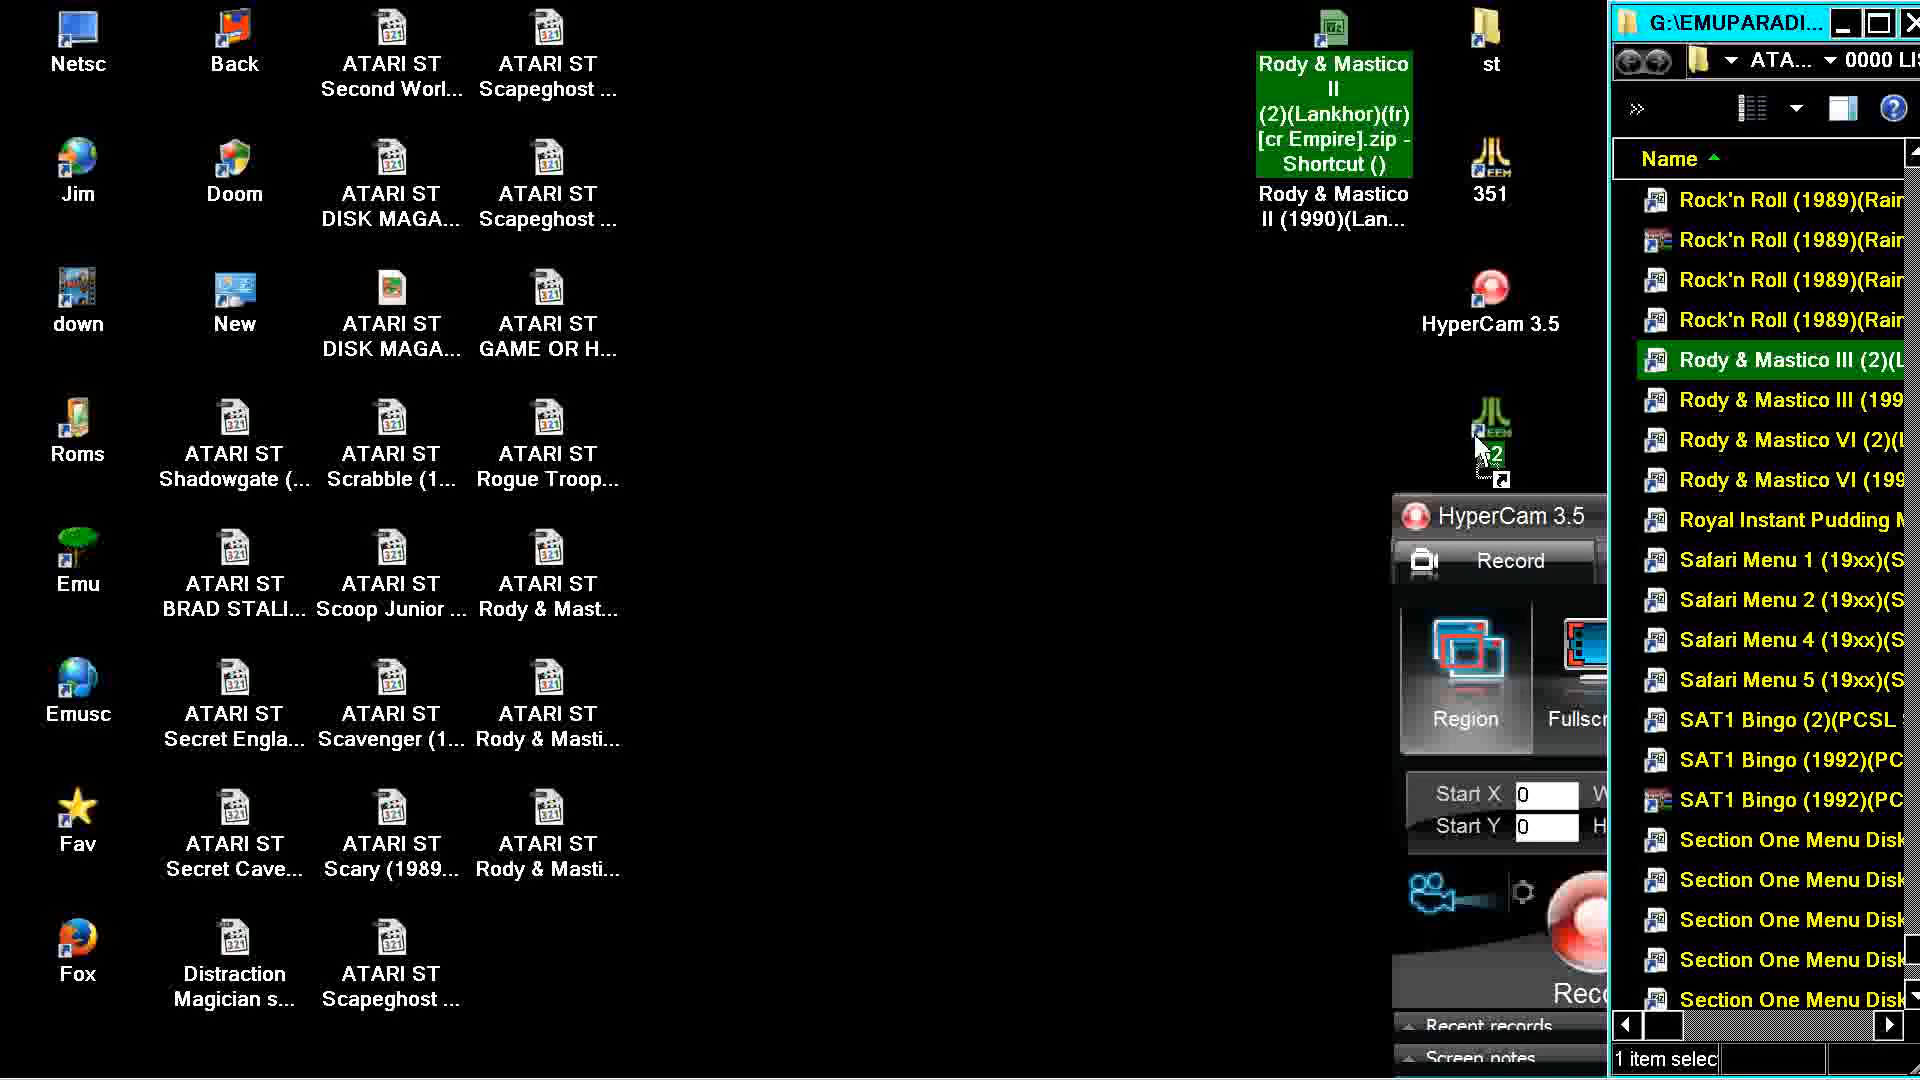 Netsc
Back
ATARI ST
Second Worl...
ATARI ST
Scapeghost ...
Jim
Doom
ATARI ST
DISK MAGA...
ATARI ST
Scapeghost ...
down
New
ATARI ST
DISK MAGA...
ATARI ST
GAME OR H...
Roms
ATARI ST
Shadowgate (...
ATARI ST
Scrabble (1...
ATARI ST
Rogue Troop...
Emu
ATARI ST
BRAD STALI...
ATARI ST
Scoop Junior ...
ATARI ST
Rody & Mast...
Emusc
ATARI ST
Secret Engla...
ATARI ST
Scavenger (1...
ATARI ST
Rody & Masti...
Fav
ATARI ST
Secret Cave...
ATARI ST
Scary (1989...
ATARI ST
Rody & Masti...
Fox
Distraction
Magician s...
ATARI ST
Scapeghost ...
Rody & Mastico
II
(2)(Lankhor)(fr)
[cr Empire].zip -
Shortcut ()
Rody & Mastico
II (1990)(Lan...
st
351
HyperCam 3.5
HyperCam 3.5
Record
Region
Fullscr
Start X 0
Start Y 0
Reco
Recent records
Screen notes
G:\EMUPARADI...
ATA... 0000 LIS
Name
Rock'n Roll (1989)(Rain
Rock'n Roll (1989)(Rain
Rock'n Roll (1989)(Rain
Rock'n Roll (1989)(Rain
Rody & Mastico III (2)(L
Rody & Mastico III (199
Rody & Mastico VI (2)(l
Rody & Mastico VI (199
Royal Instant Pudding M
Safari Menu 1 (19xx)(S
Safari Menu 2 (19xx)(S
Safari Menu 4 (19xx)(S
Safari Menu 5 (19xx)(S
SAT1 Bingo (2)(PCSL
SAT1 Bingo (1992)(PC
SAT1 Bingo (1992)(PC
Section One Menu Disk
Section One Menu Disk
Section One Menu Disk
Section One Menu Disk
Section One Menu Disk
1 item selec